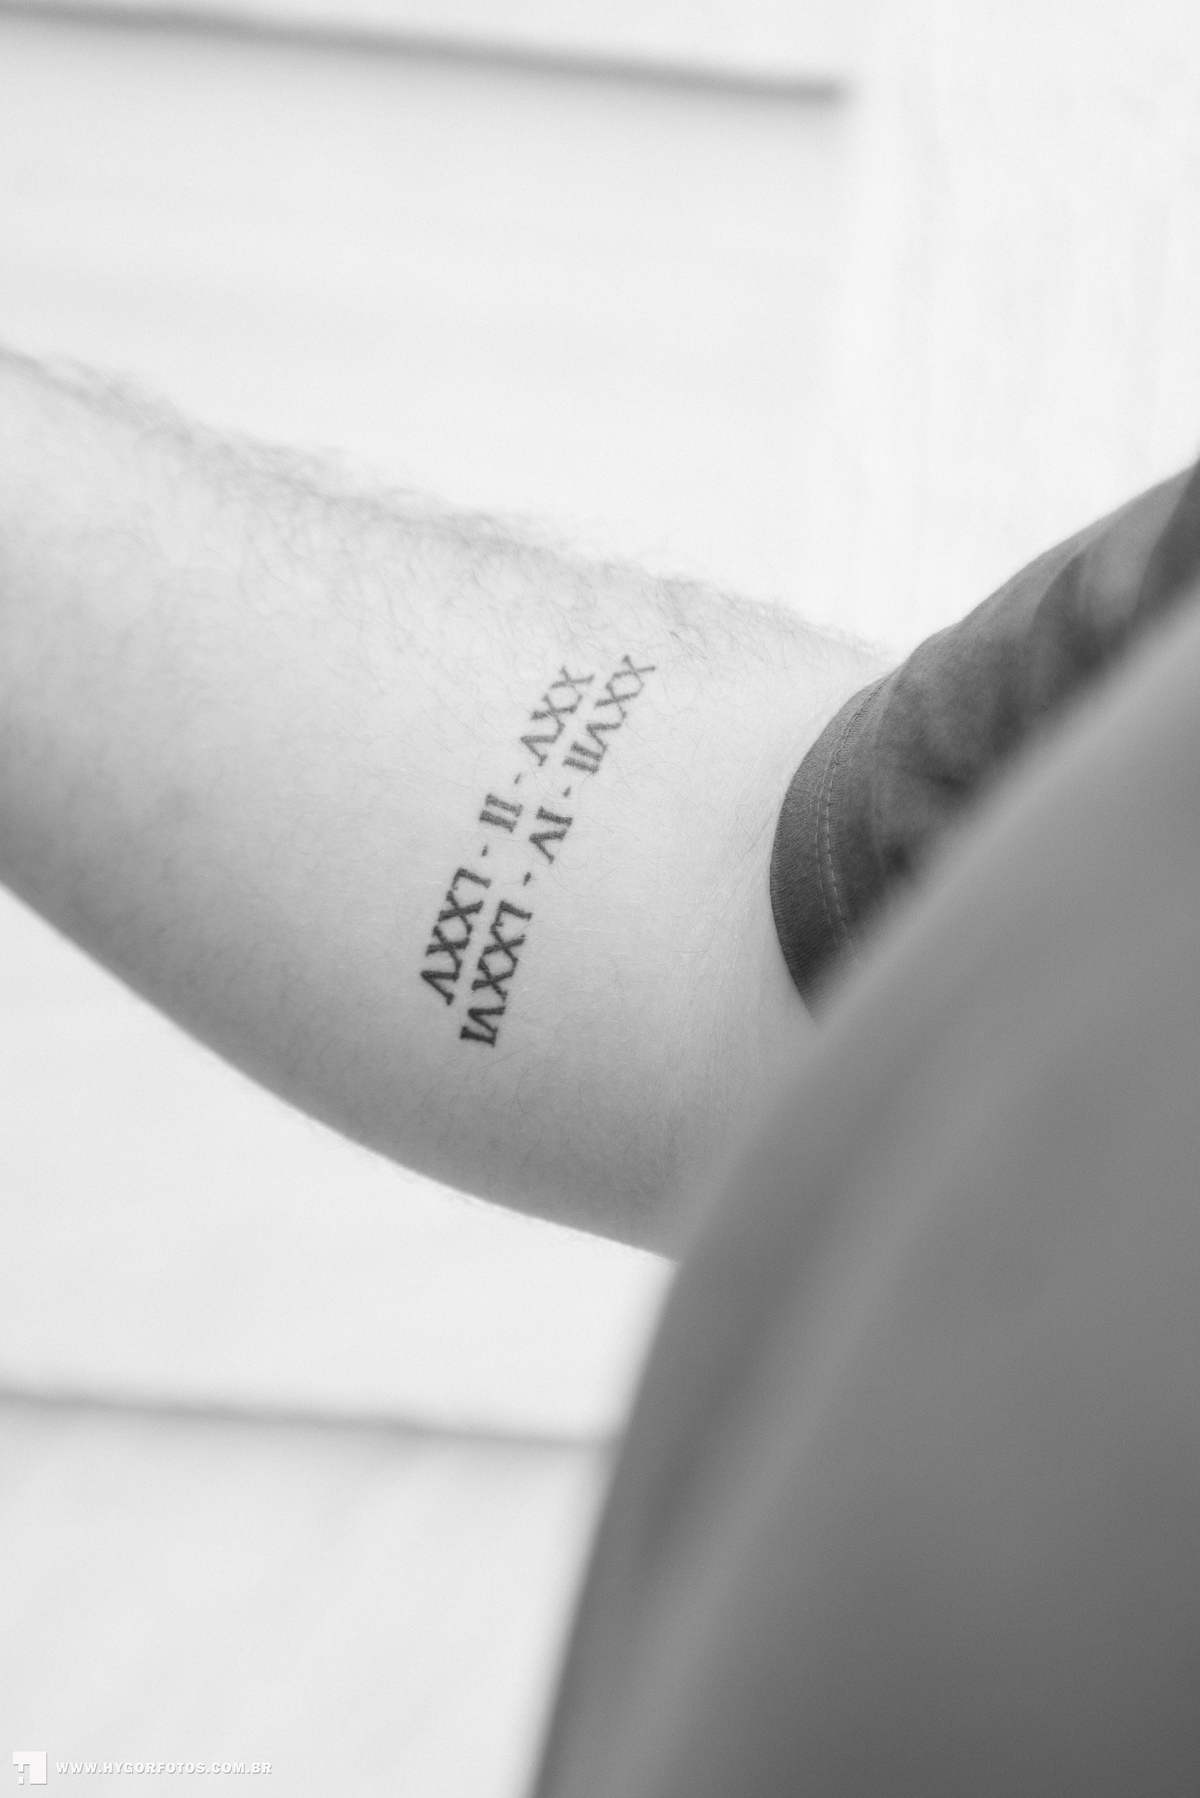 XXVII - IV - LXXVI
XXV - II - LXXV
WWW.HYGORFOTOS.COM.BR